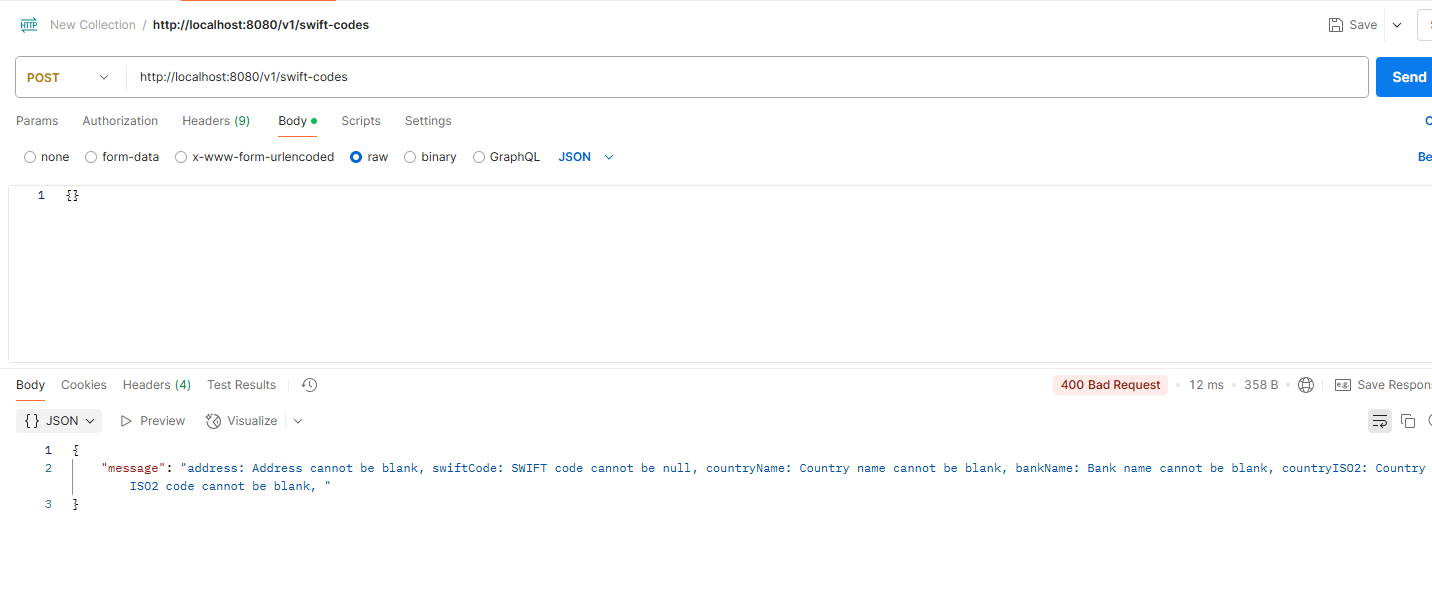 HTTP New Collection / http://localhost:8080/v1/swift-codes Save
POST http://localhost:8080/v1/swift-codes Send
Params Authorization Headers (9) Body Scripts Settings
none form-data x-www-form-urlencoded raw binary GraphQL JSON Be
1 {}
Body Cookies Headers (4) Test Results 400 Bad Request 12 ms 358 B e.g. Save Respon
{} JSON Preview Visualize
1 {
2 "message": "address: Address cannot be blank, swiftCode: SWIFT code cannot be null, countryName: Country name cannot be blank, bankName: Bank name cannot be blank, countryISO2: Country
ISO2 code cannot be blank, "
3 }